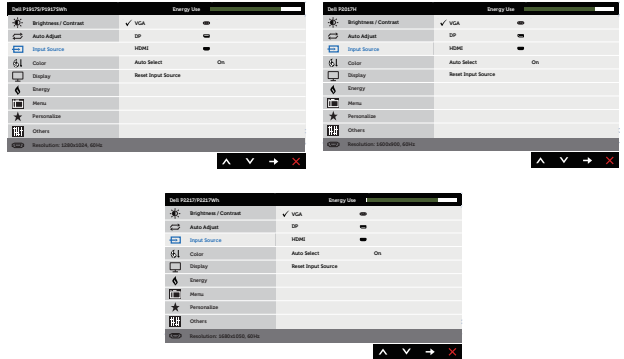 Dell P1917S/P1917SWh Energy Use
Brightness / Contrast VGA
Auto Adjust DP
Input Source HDMI
Color Auto Select On
Display Reset Input Source
Energy
Menu
Personalize
Others
Resolution: 1280x1024, 60Hz
Dell P2017H Energy Use
Brightness / Contrast VGA
Auto Adjust DP
Input Source HDMI
Color Auto Select On
Display Reset Input Source
Energy
Menu
Personalize
Others
Resolution: 1600x900, 60Hz
Dell P2217/P2217Wh Energy Use
Brightness / Contrast VGA
Auto Adjust DP
Input Source HDMI
Color Auto Select On
Display Reset Input Source
Energy
Menu
Personalize
Others
Resolution: 1680x1050, 60Hz